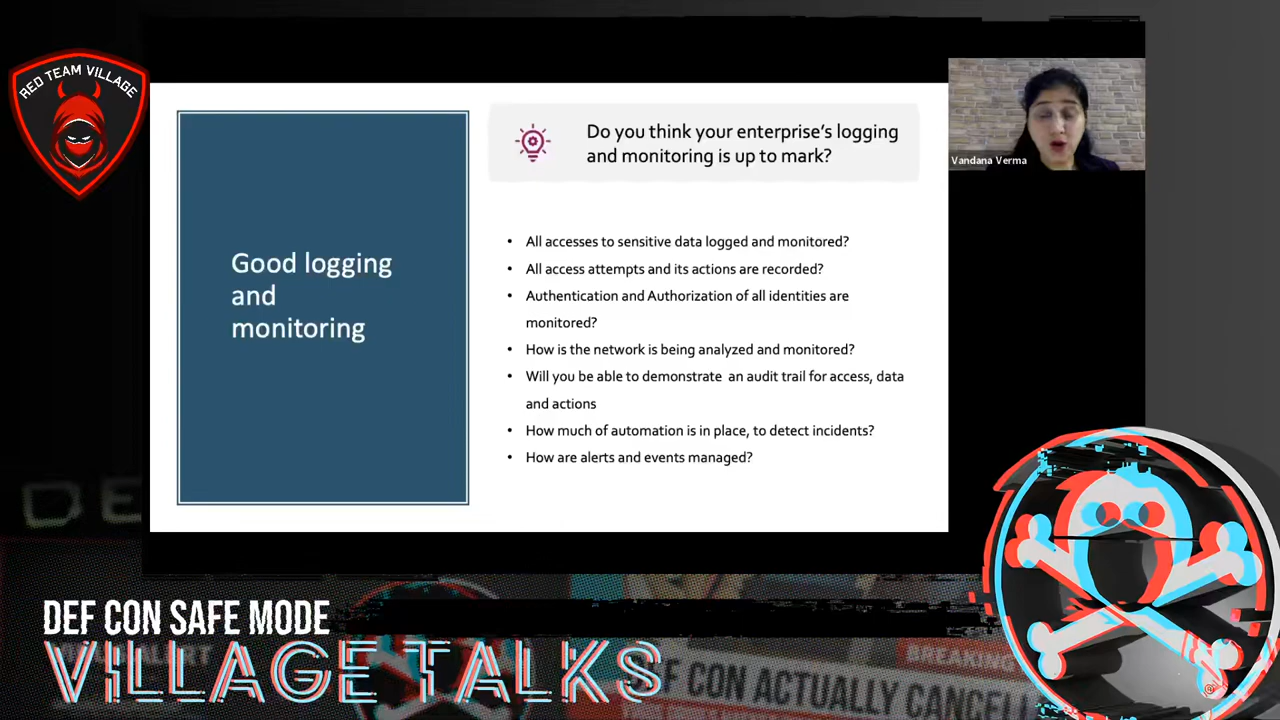 RED TEAM VILLAGE
Do you think your enterprise's logging
and monitoring is up to mark?
Vandana Verma
Good logging
and
monitoring
• All accesses to sensitive data logged and monitored?
• All access attempts and its actions are recorded?
• Authentication and Authorization of all identities are
monitored?
• How is the network is being analyzed and monitored?
• Will you be able to demonstrate an audit trail for access, data
and actions
• How much of automation is in place, to detect incidents?
• How are alerts and events managed?
DE
DEF CON SAFE MODE
VILLAGE TALKS
BREAKING
DEF CON ACTUALLY CANCEL